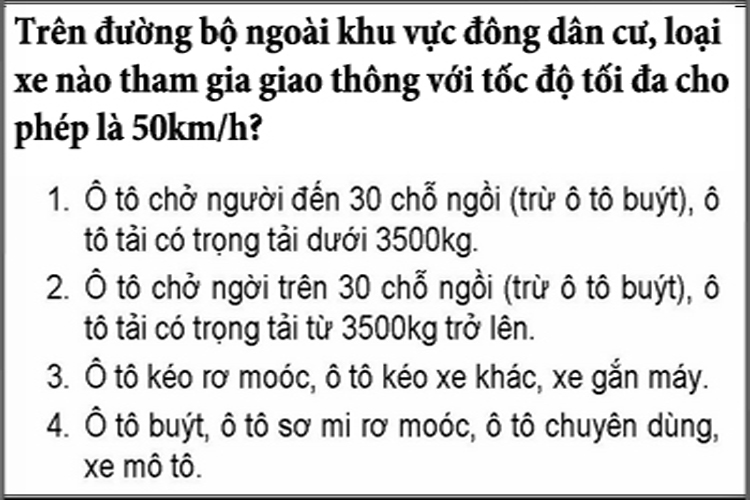 Trên đường bộ ngoài khu vực đông dân cư, loại
xe nào tham gia giao thông với tốc độ tối đa cho
phép là 50km/h?
1. Ô tô chở người đến 30 chỗ ngồi (trừ ô tô buýt), ô
tô tải có trọng tải dưới 3500kg.
2. Ô tô chở ngời trên 30 chỗ ngồi (trừ ô tô buýt), ô
tô tải có trọng tải từ 3500kg trở lên.
3. Ô tô kéo rơ moóc, ô tô kéo xe khác, xe gắn máy.
4. Ô tô buýt, ô tô sơ mi rơ moóc, ô tô chuyên dùng,
xe mô tô.